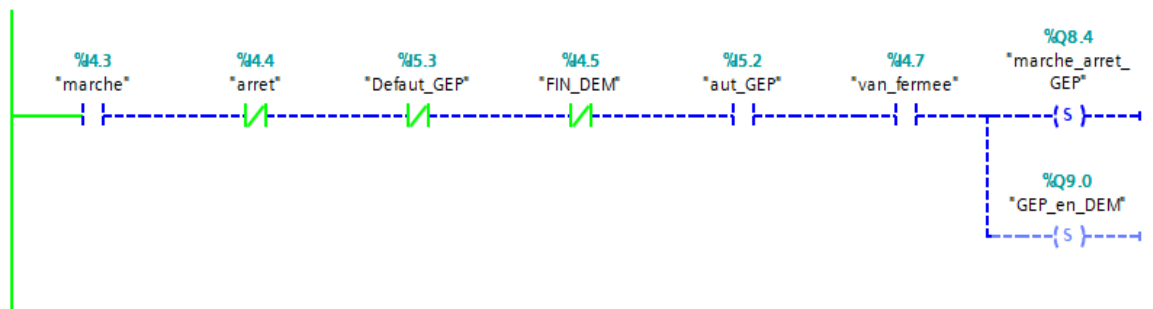 %I4.3
"marche"
%I4.4
"arret"
%I5.3
"Defaut_GEP"
%I4.5
"FIN_DEM"
%I5.2
"aut_GEP"
%I4.7
"van_fermee"
%Q8.4
"marche_arret_
GEP"
S
%Q9.0
"GEP_en_DEM"
S